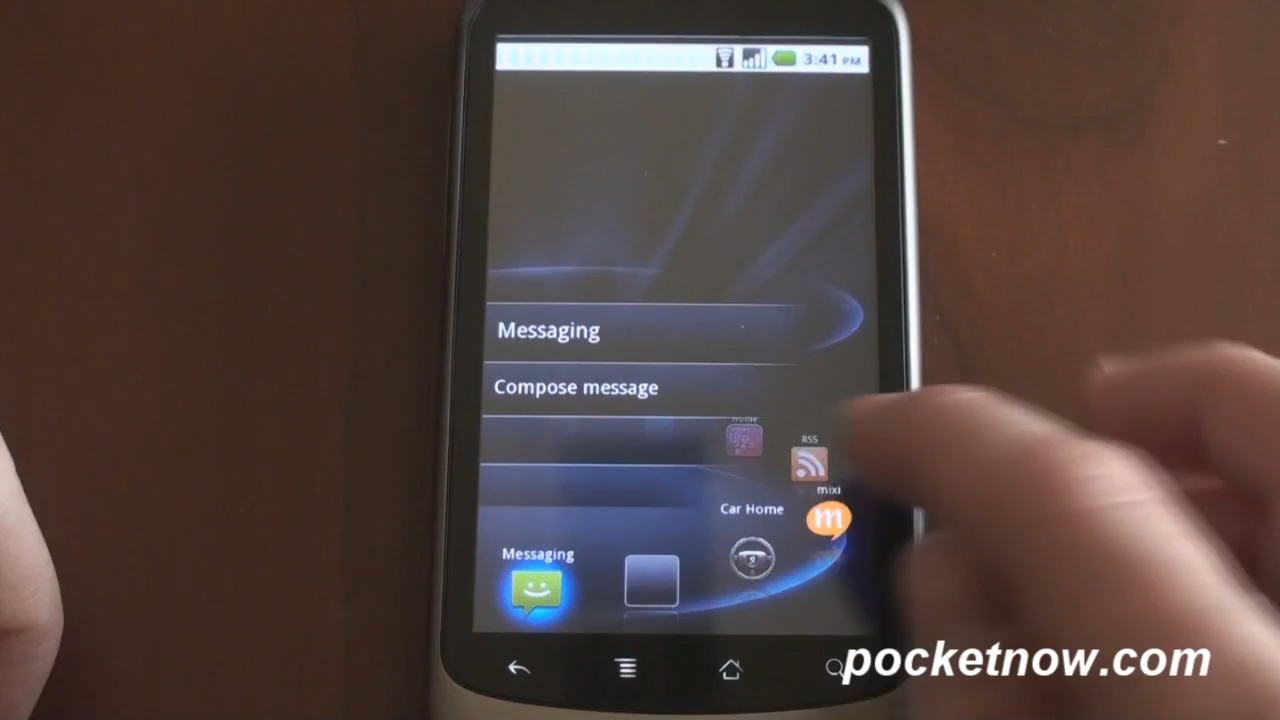 3:41 PM
Messaging
Compose message
RSS
mixi
Car Home
Messaging
pocketnow.com